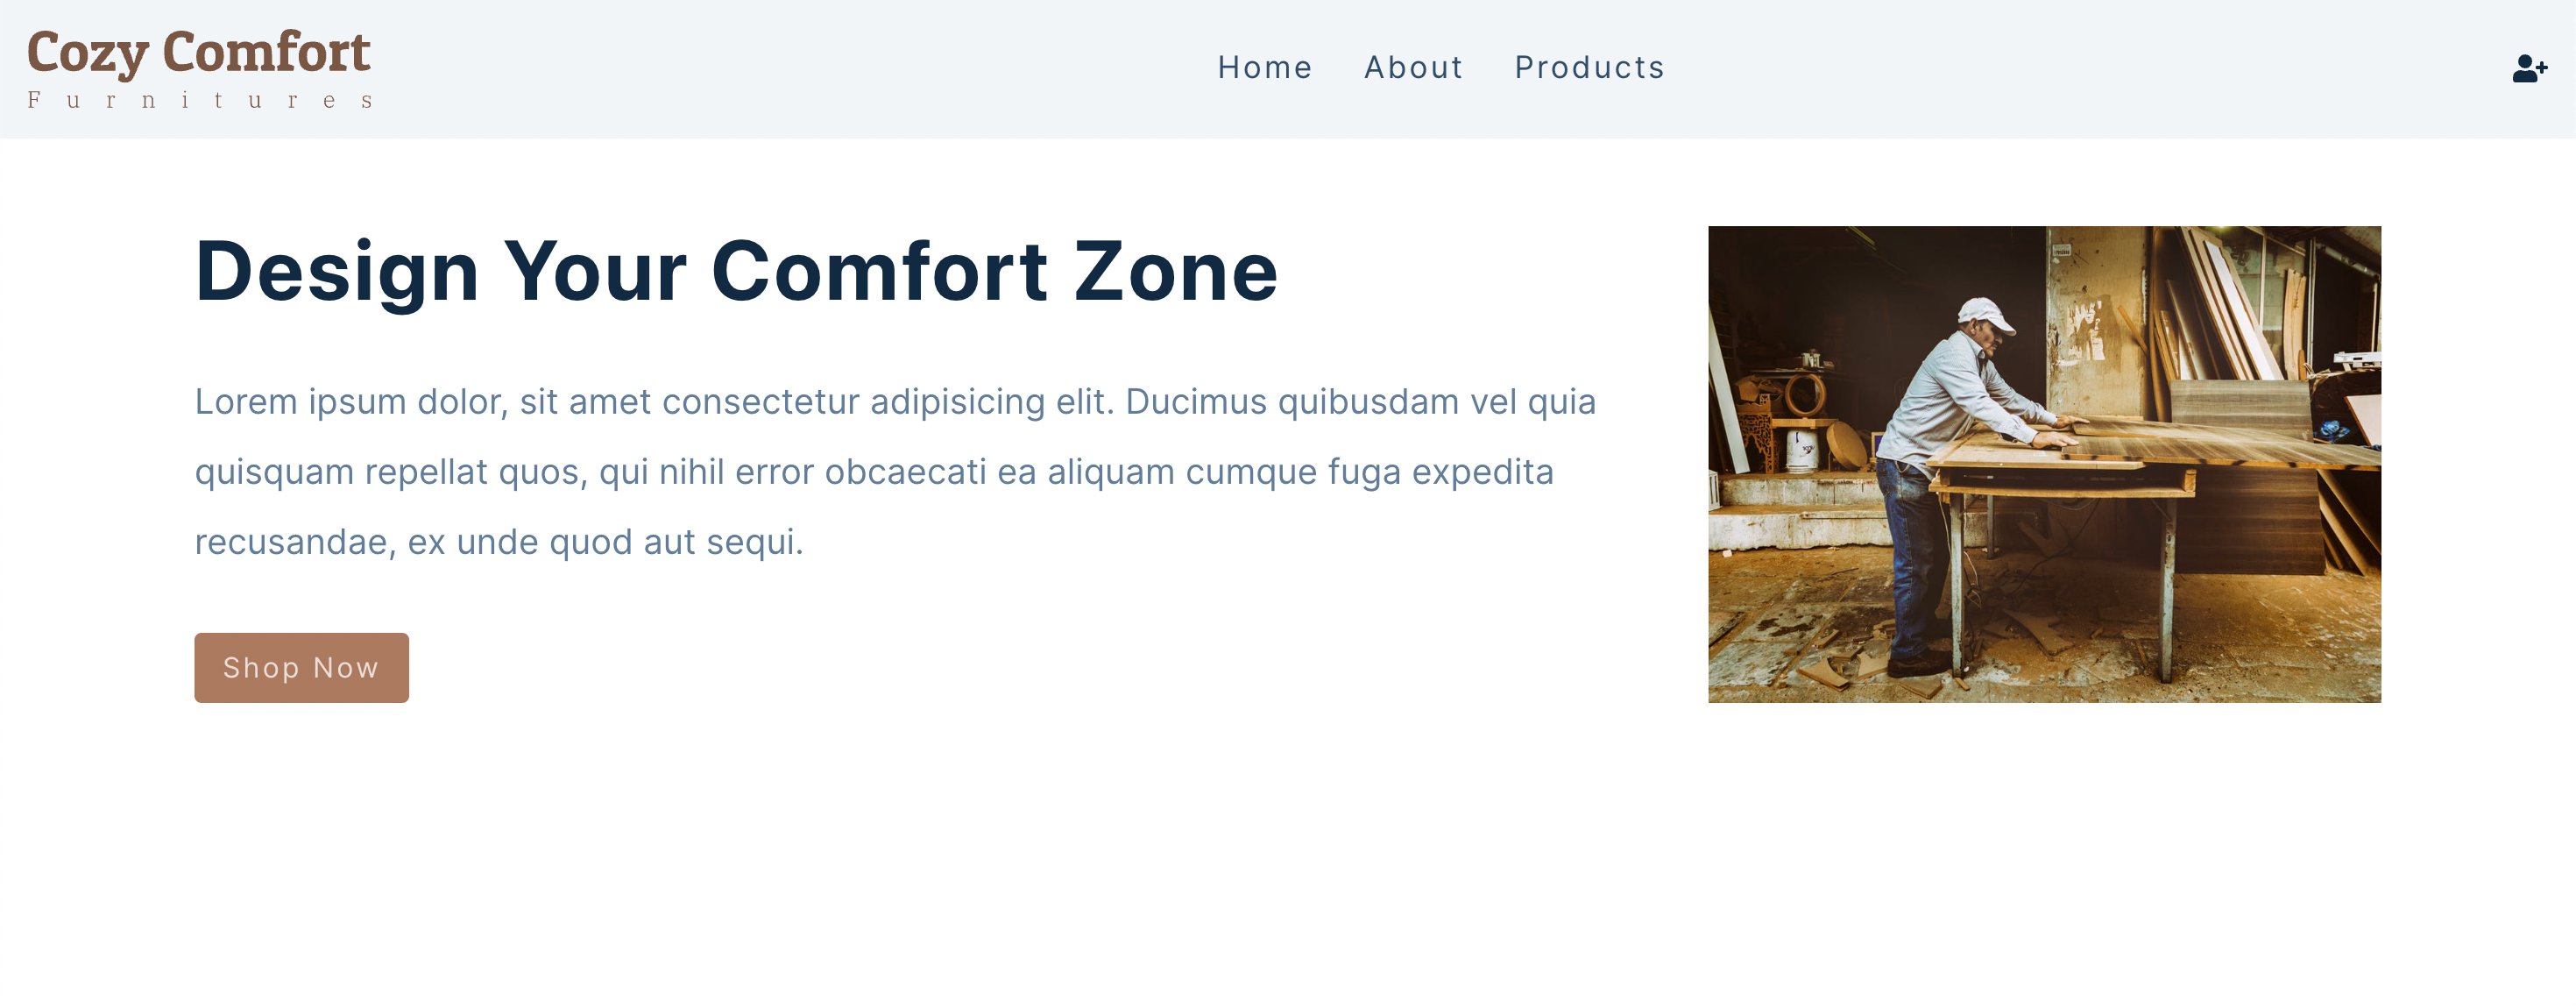 Cozy Comfort
Furnitures
Home About Products
Design Your Comfort Zone
Lorem ipsum dolor, sit amet consectetur adipisicing elit. Ducimus quibusdam vel quia
quisquam repellat quos, qui nihil error obcaecati ea aliquam cumque fuga expedita
recusandae, ex unde quod aut sequi.
Shop Now